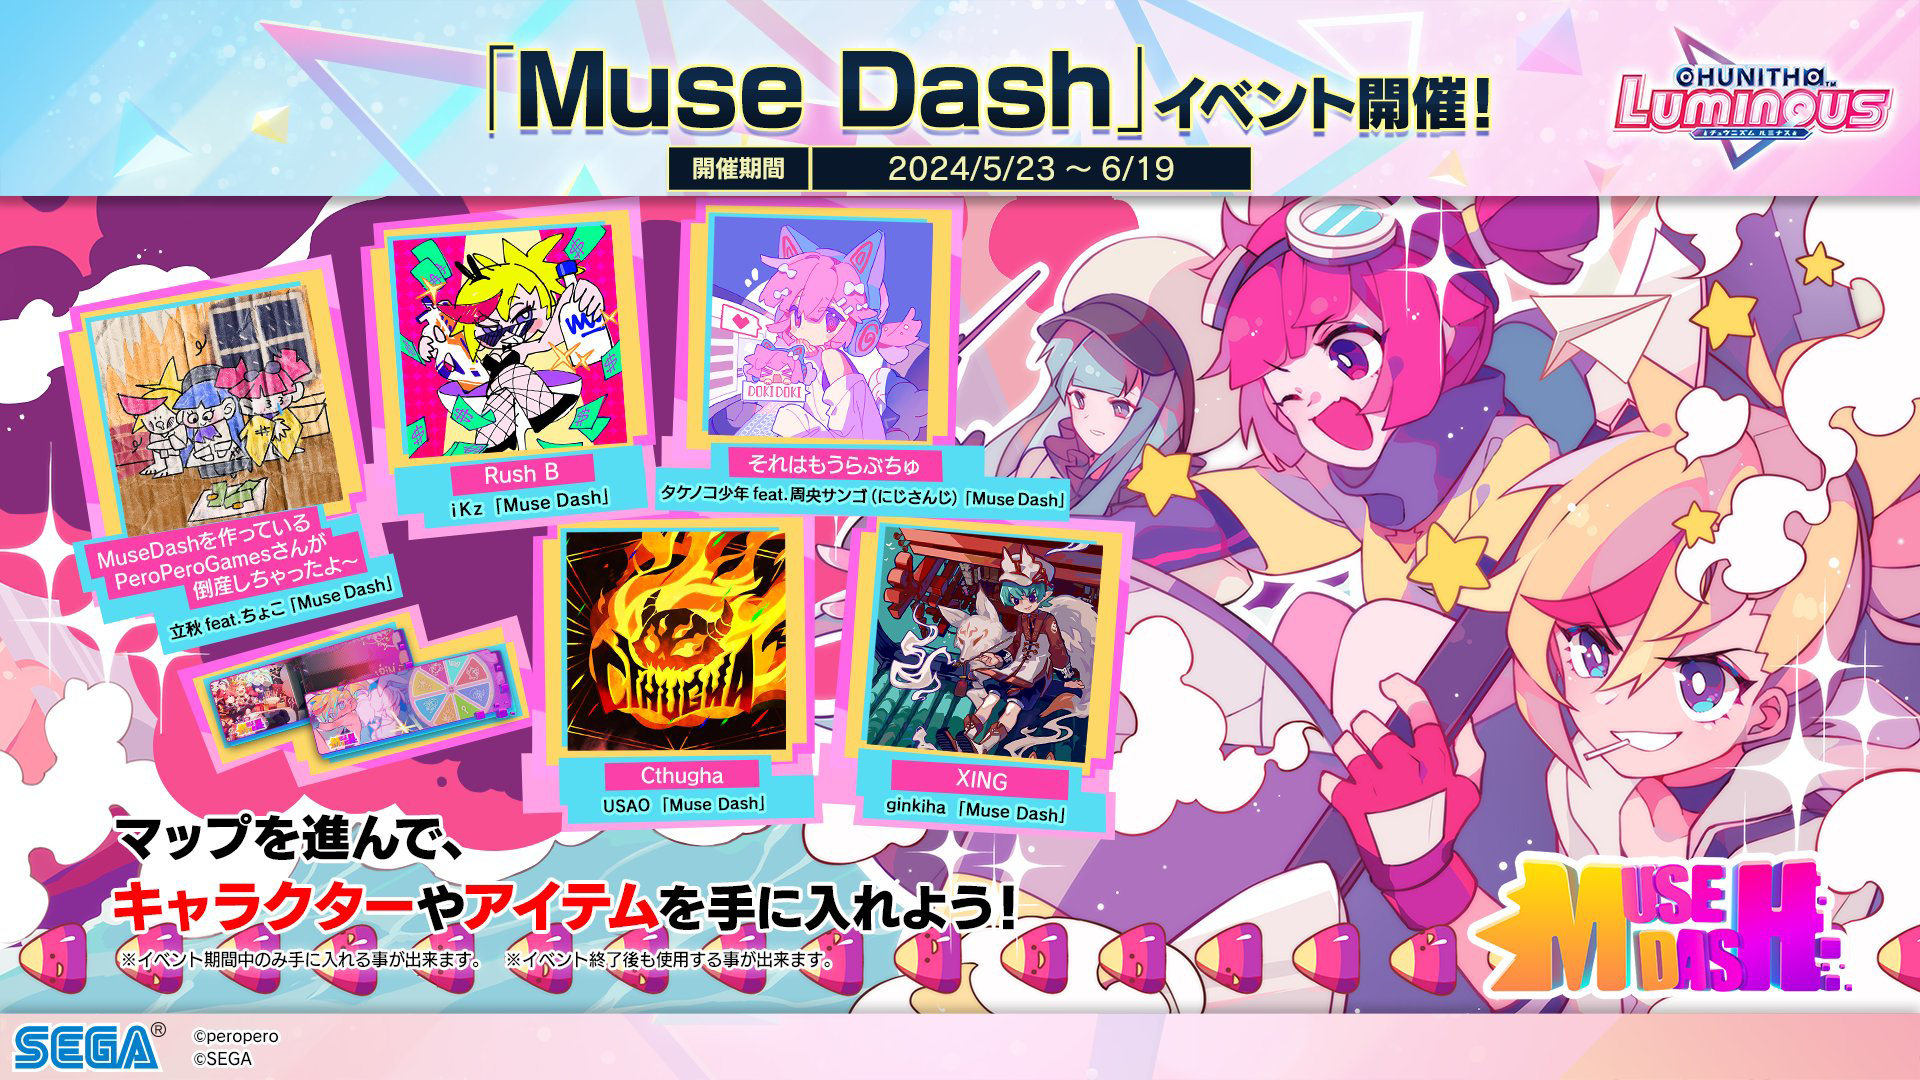 「Muse Dash」イベント開催！
CHUNITHM™
LUMINOUS
チュウニズム ルミナス
開催期間
2024/5/23 ～ 6/19
MuseDashを作っている
PeroPeroGamesさんが
倒産しちゃったよ～
立秋 feat.ちょこ「Muse Dash」
Rush B
iKz「Muse Dash」
DOKIDOKI
それはもうらぶちゅ
タケノコ少年 feat.周央サンゴ（にじさんじ）「Muse Dash」
CTHUGHA
Cthugha
USAO「Muse Dash」
XING
ginkiha「Muse Dash」
マップを進んで、
キャラクターやアイテムを手に入れよう！
※イベント期間中のみ手に入れる事が出来ます。 ※イベント終了後も使用する事が出来ます。
MUSE
DASH
SEGA®
©peropero
©SEGA